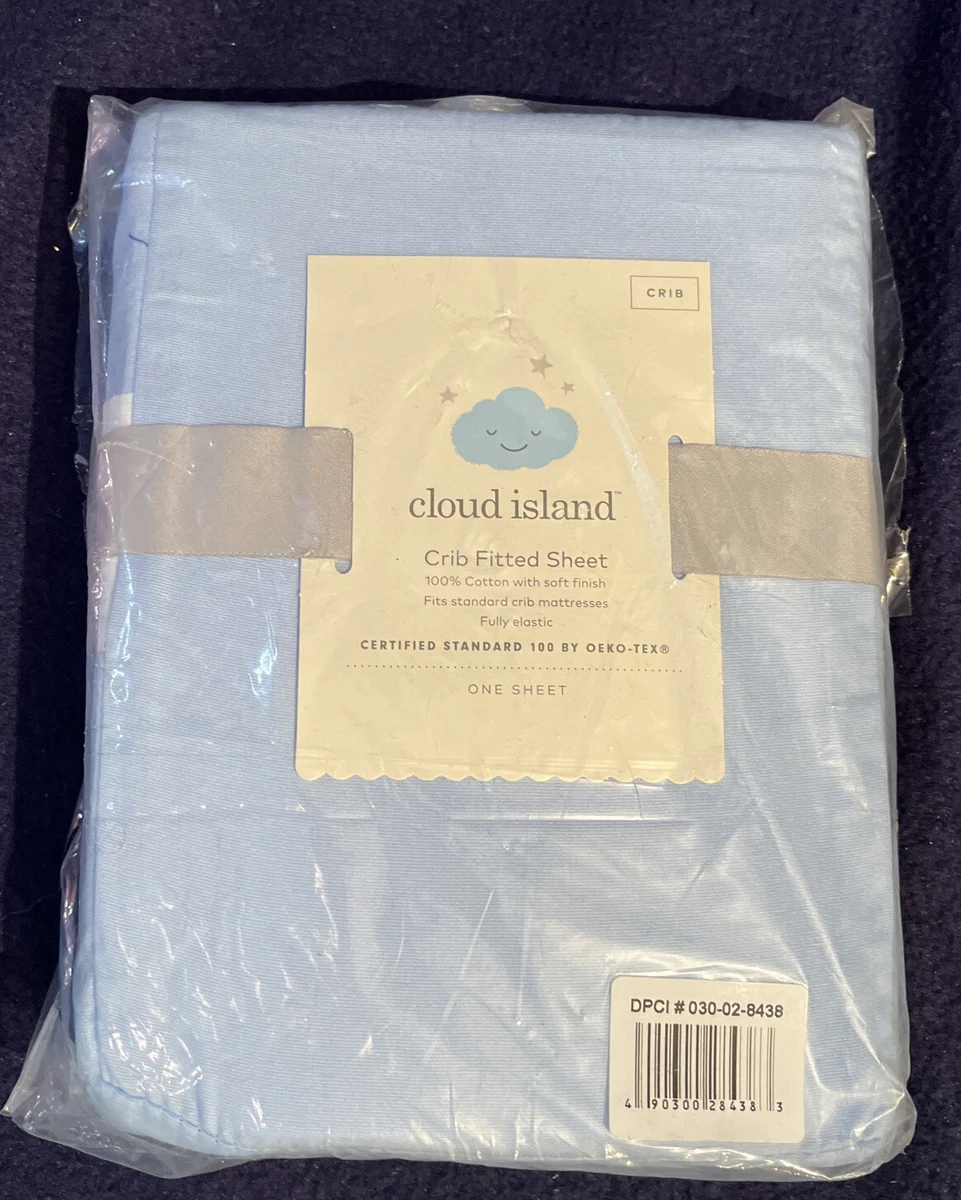 CRIB
cloud island™
Crib Fitted Sheet
100% Cotton with soft finish
Fits standard crib mattresses
Fully elastic
CERTIFIED STANDARD 100 BY OEKO-TEX®
ONE SHEET
DPCI # 030-02-8438
4 90300 28438 3